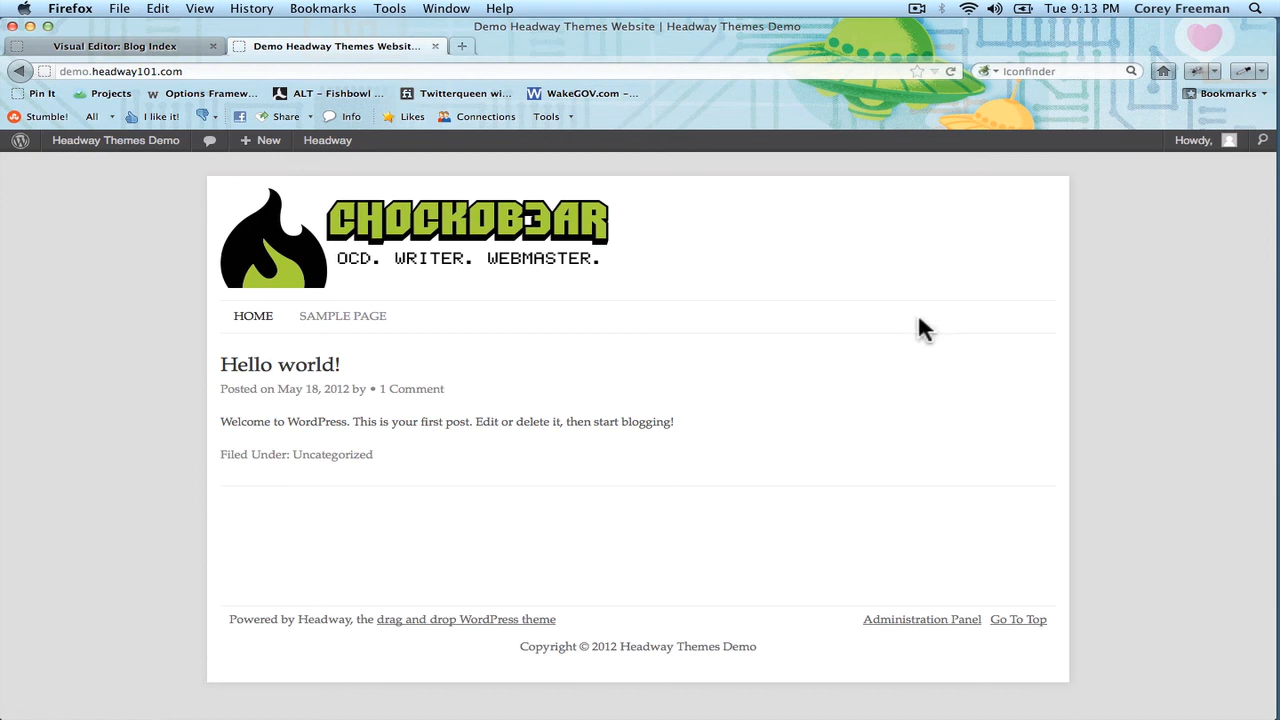 Firefox File Edit View History Bookmarks Tools Window Help Tue 9:13 PM Corey Freeman
Demo Headway Themes Website | Headway Themes Demo
Visual Editor: Blog Index Demo Headway Themes Websit...
demo.headway101.com Iconfinder
Pin It Projects Options Framew... ALT – Fishbowl ... Twitterqueen wi... WakeGOV.com –... Bookmarks
Stumble! All I like it! Share Info Likes Connections Tools
Headway Themes Demo New Headway Howdy,
CHOCKOB3AR
OCD. WRITER. WEBMASTER.
HOME SAMPLE PAGE
Hello world!
Posted on May 18, 2012 by • 1 Comment
Welcome to WordPress. This is your first post. Edit or delete it, then start blogging!
Filed Under: Uncategorized
Powered by Headway, the drag and drop WordPress theme Administration Panel Go To Top
Copyright © 2012 Headway Themes Demo